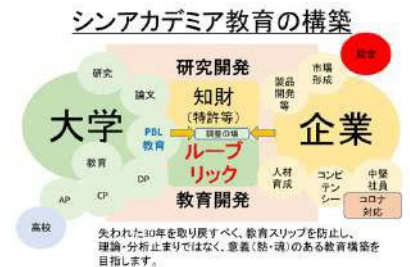 シンアカデミア教育の構築
研究開発
知財
(特許等)
調整の場
ルーブ
リック
教育開発
大学
研究
論文
PBL
教育
教育
DP
CP
AP
高校
企業
製品
開発
等
市場
形成
人材
育成
コンピ
テン
シー
中堅
社員
コロナ
対応
失われた30年を取り戻すべく、教育スリップを防止し、
理論・分析止まりではなく、意義(熱・魂)のある教育構築を
目指します。